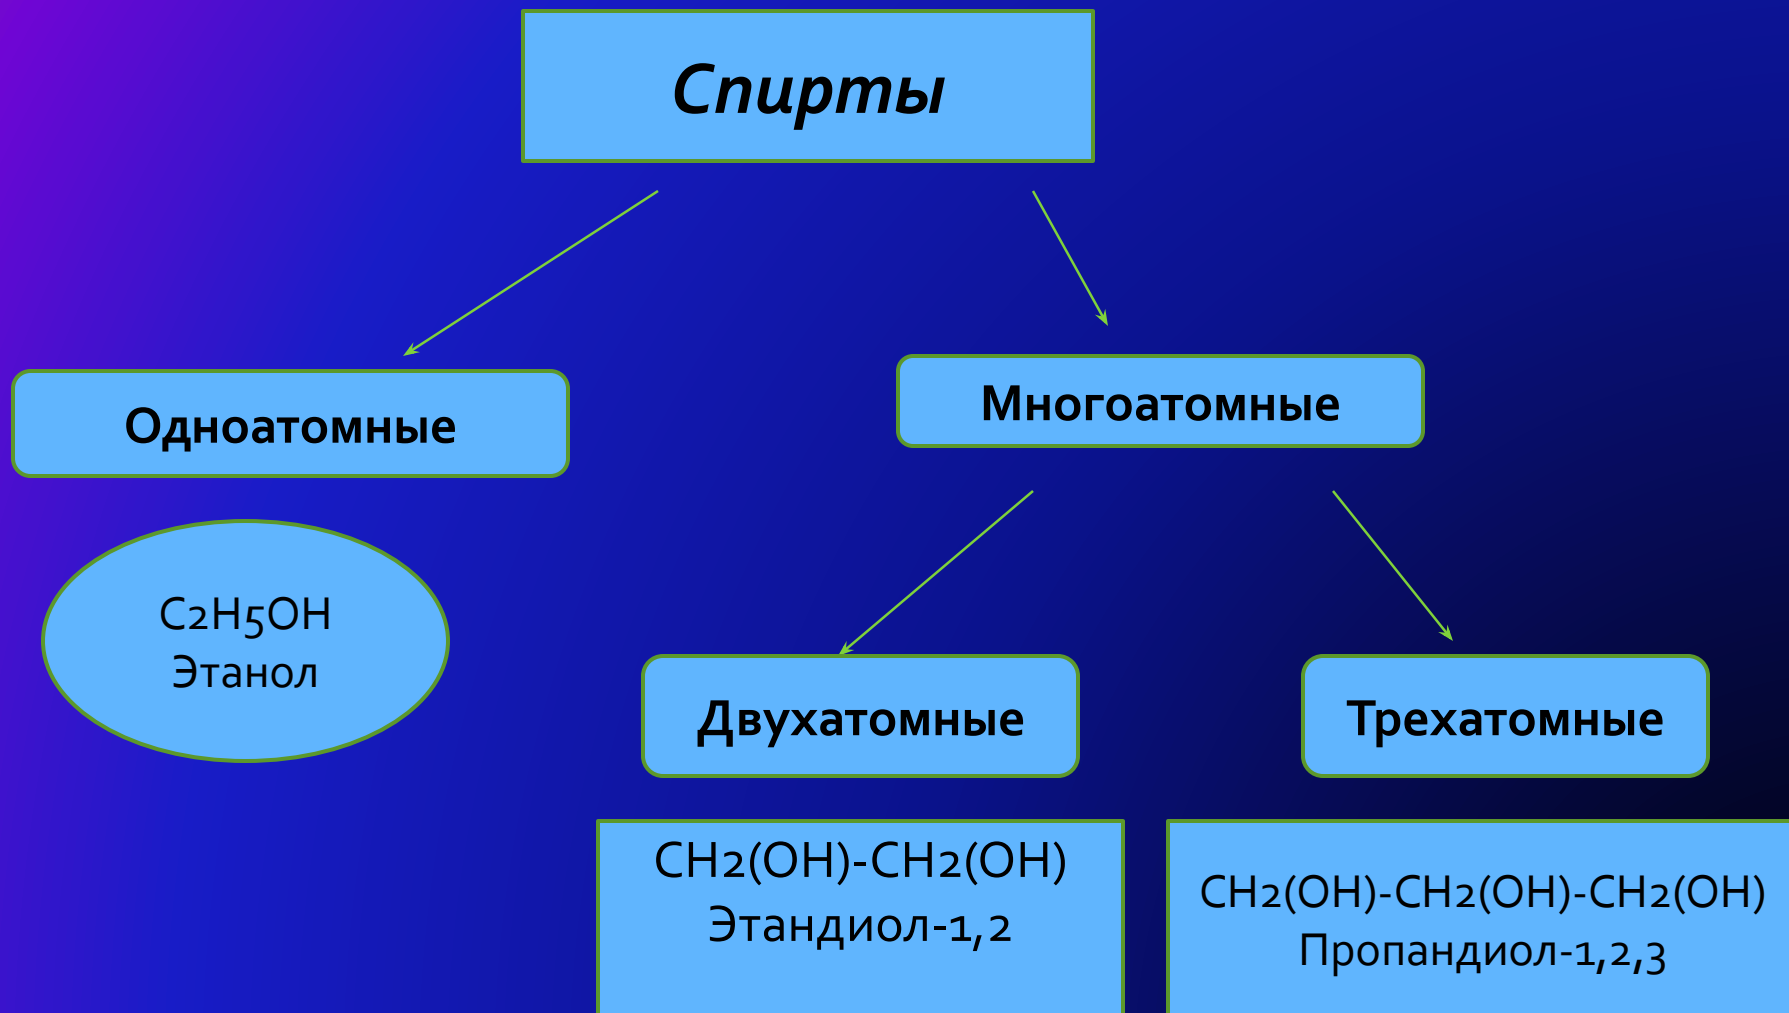 Спирты
Одноатомные
Многоатомные
C2H5OH
Этанол
Двухатомные
Трехатомные
CH2(OH)-CH2(OH)
Этандиол-1,2
CH2(OH)-CH2(OH)-CH2(OH)
Пропандиол-1,2,3